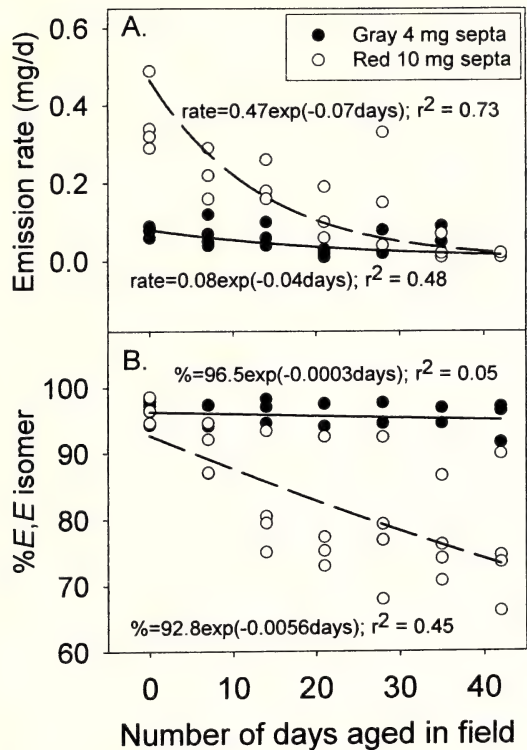 A.
● Gray 4 mg septa
○ Red 10 mg septa
Emission rate (mg/d)
0.6
0.4
0.2
0.0
rate=0.47exp(-0.07days); r² = 0.73
rate=0.08exp(-0.04days); r² = 0.48
B.
%=96.5exp(-0.0003days); r² = 0.05
%E,E isomer
100
90
80
70
60
%=92.8exp(-0.0056days); r² = 0.45
0 10 20 30 40
Number of days aged in field